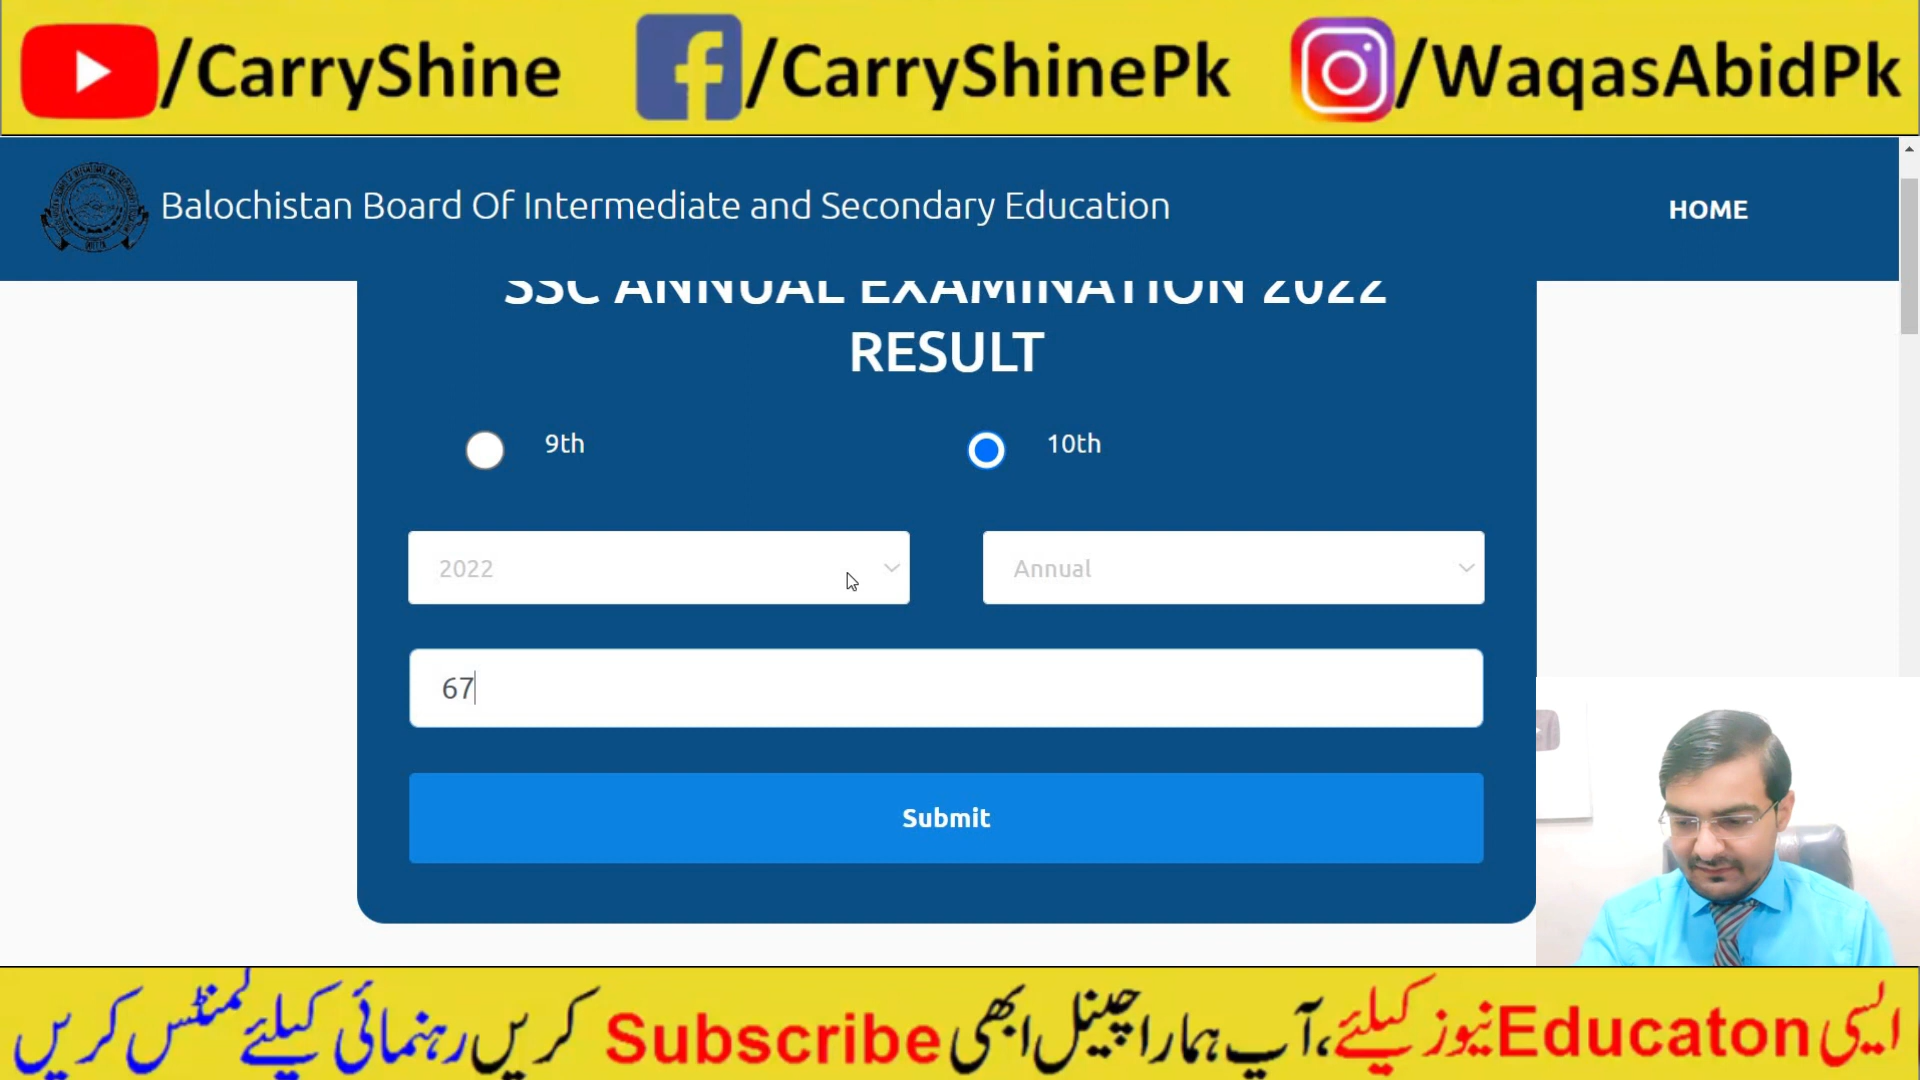 /CarryShine /CarryShinePk /WaqasAbidPk
Balochistan Board Of Intermediate and Secondary Education
HOME
SSC ANNUAL EXAMINATION 2022
RESULT
9th 10th
2022 Annual
67
Submit
ایسی Educaton نیوز کیلئے، آپ ہمارا چینل ابھی Subscribe کریں رہنمائی کیلئے کمنٹس کریں